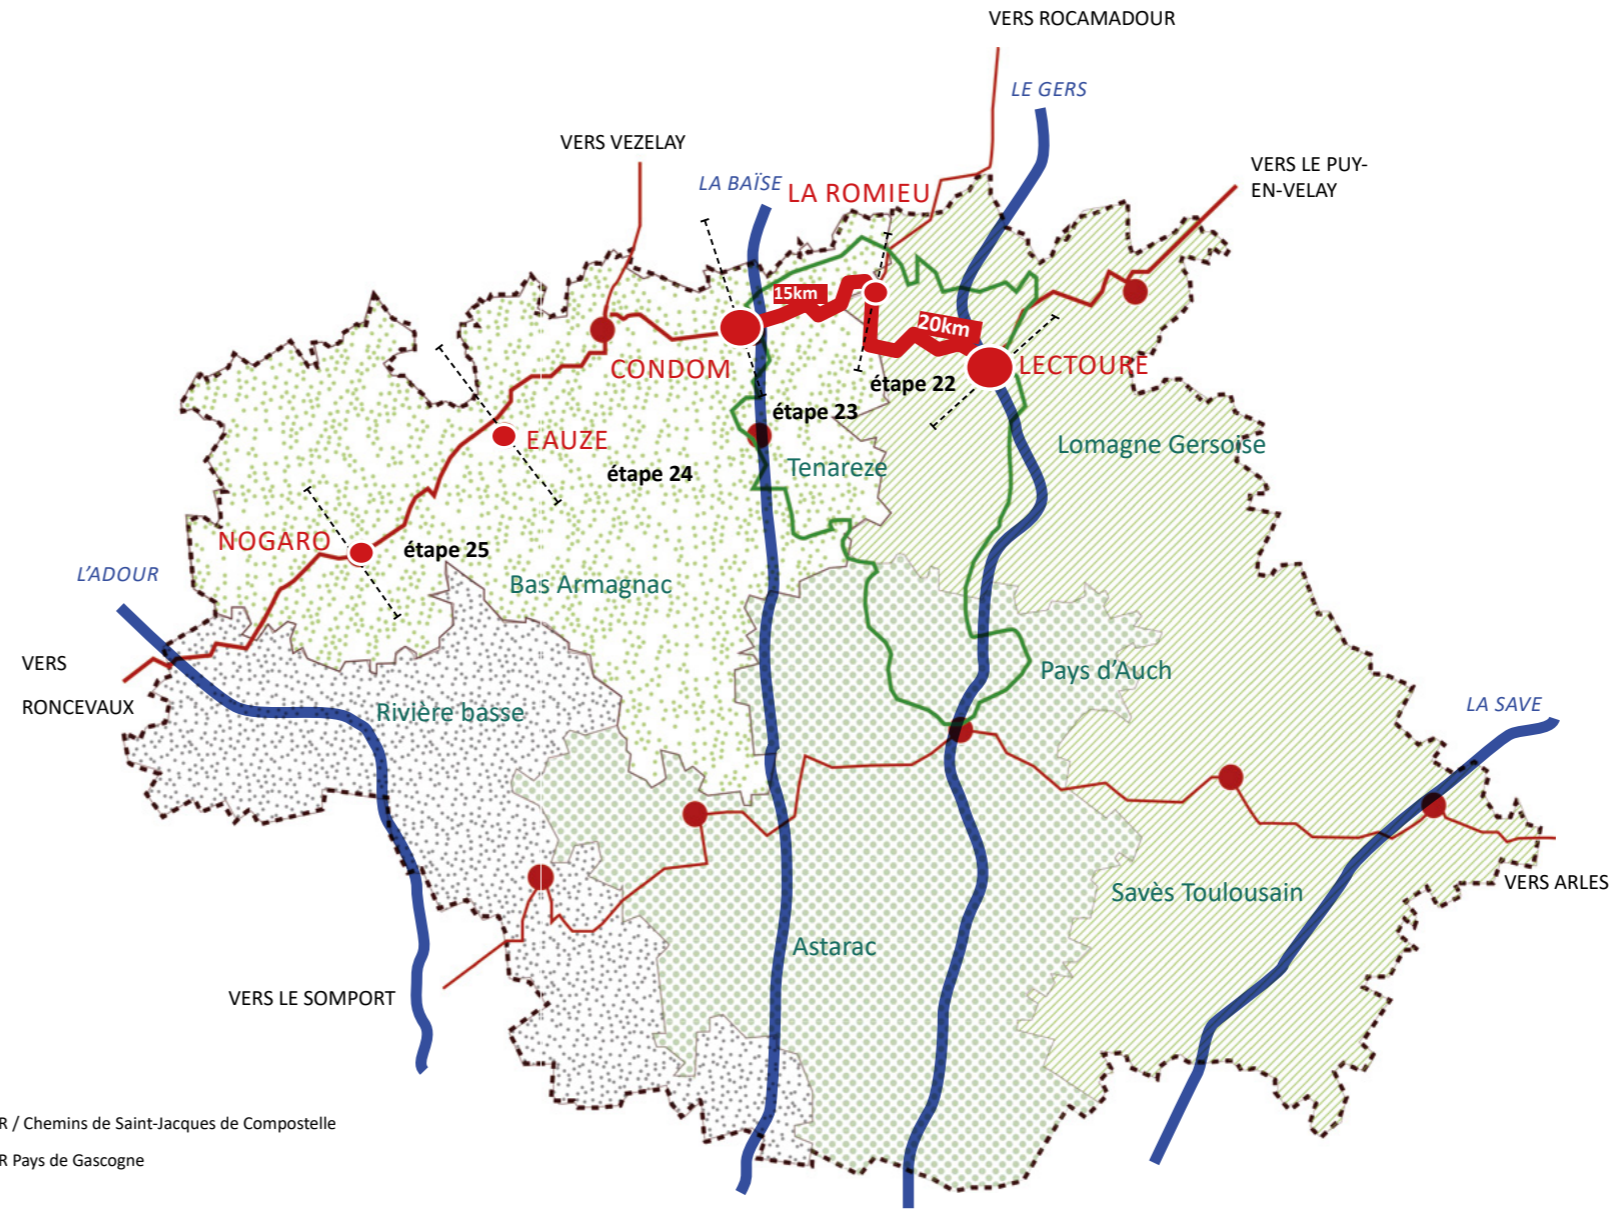 VERS ROCAMADOUR
LE GERS
VERS VEZELAY
VERS LE PUY-
EN-VELAY
LA BAÏSE
LA ROMIEU
15km
20km
CONDOM
LECTOURE
étape 22
étape 23
EAUZE
Lomagne Gersoise
étape 24
Tenareze
NOGARO
étape 25
L'ADOUR
Bas Armagnac
VERS
RONCEVAUX
Pays d'Auch
Rivière basse
LA SAVE
VERS ARLES
Savès Toulousain
Astarac
VERS LE SOMPORT
R / Chemins de Saint-Jacques de Compostelle
R Pays de Gascogne